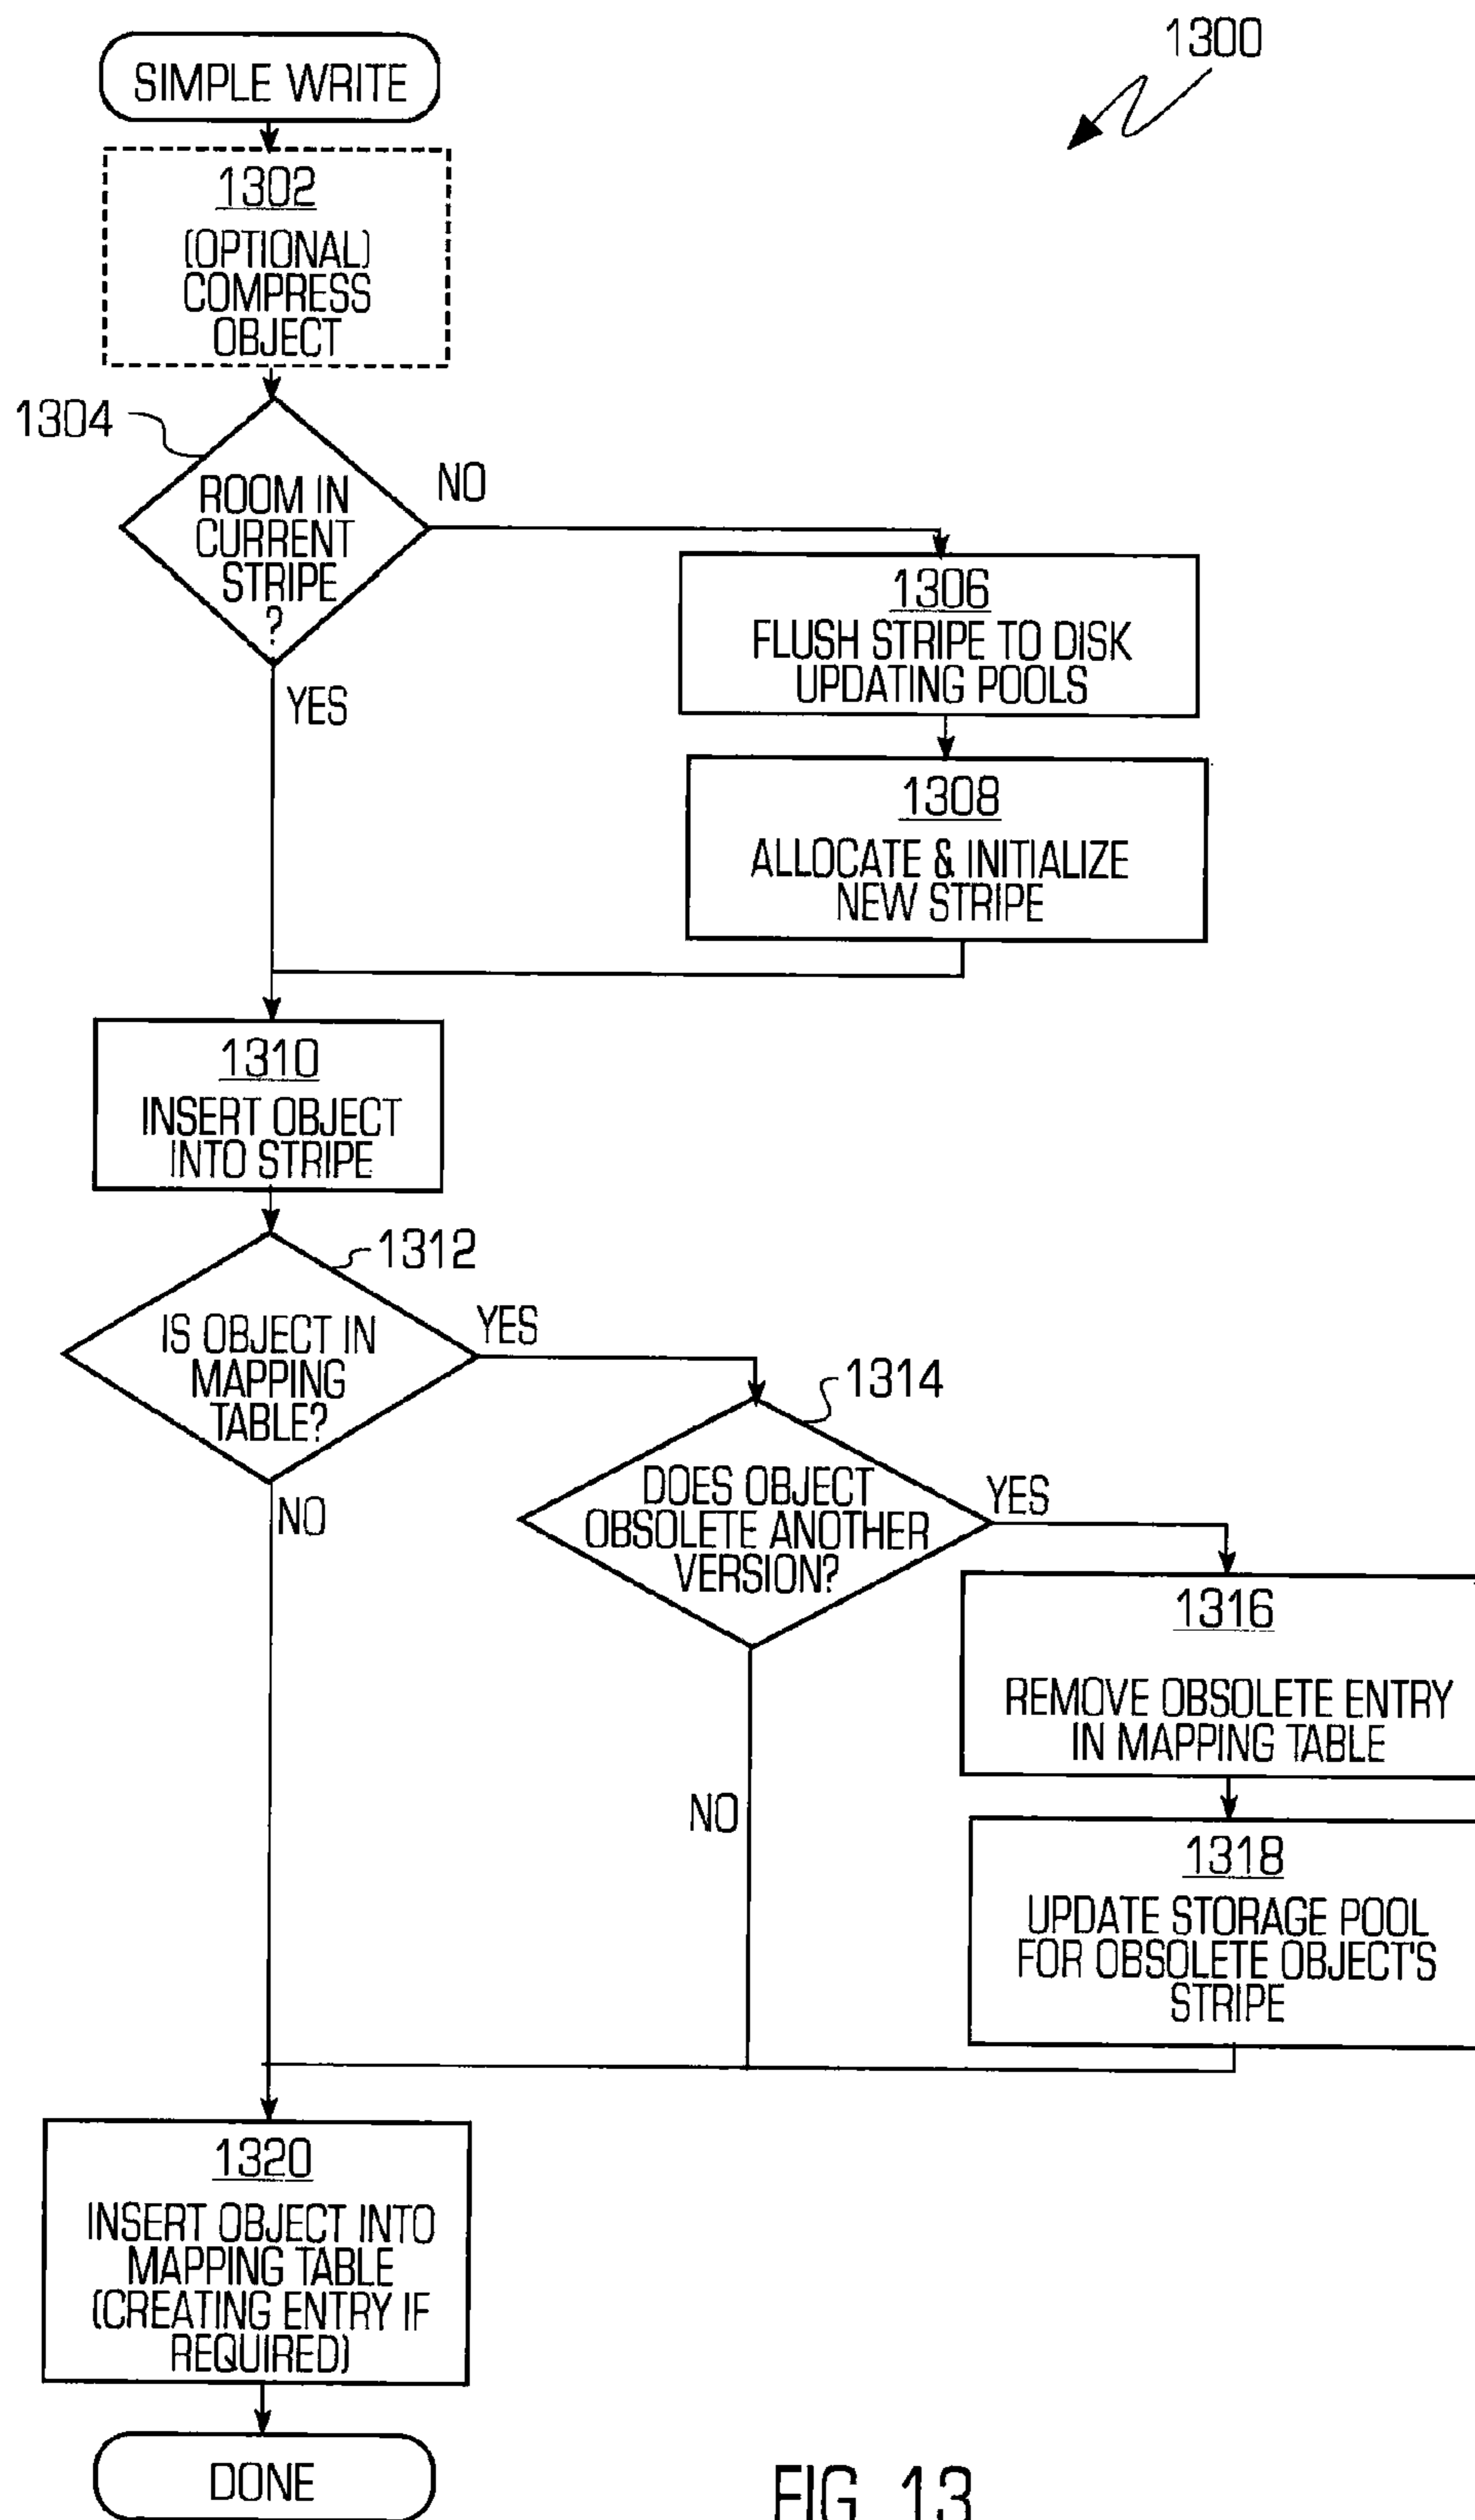 1300
SIMPLE WRITE
1302
(OPTIONAL)
COMPRESS
OBJECT
1304
ROOM IN
CURRENT
STRIPE
?
NO
YES
1306
FLUSH STRIPE TO DISK
UPDATING POOLS
1308
ALLOCATE & INITIALIZE
NEW STRIPE
1310
INSERT OBJECT
INTO STRIPE
1312
IS OBJECT IN
MAPPING
TABLE?
YES
NO
1314
DOES OBJECT
OBSOLETE ANOTHER
VERSION?
YES
NO
1316
REMOVE OBSOLETE ENTRY
IN MAPPING TABLE
1318
UPDATE STORAGE POOL
FOR OBSOLETE OBJECT'S
STRIPE
1320
INSERT OBJECT INTO
MAPPING TABLE
(CREATING ENTRY IF
REQUIRED)
DONE
FIG 13